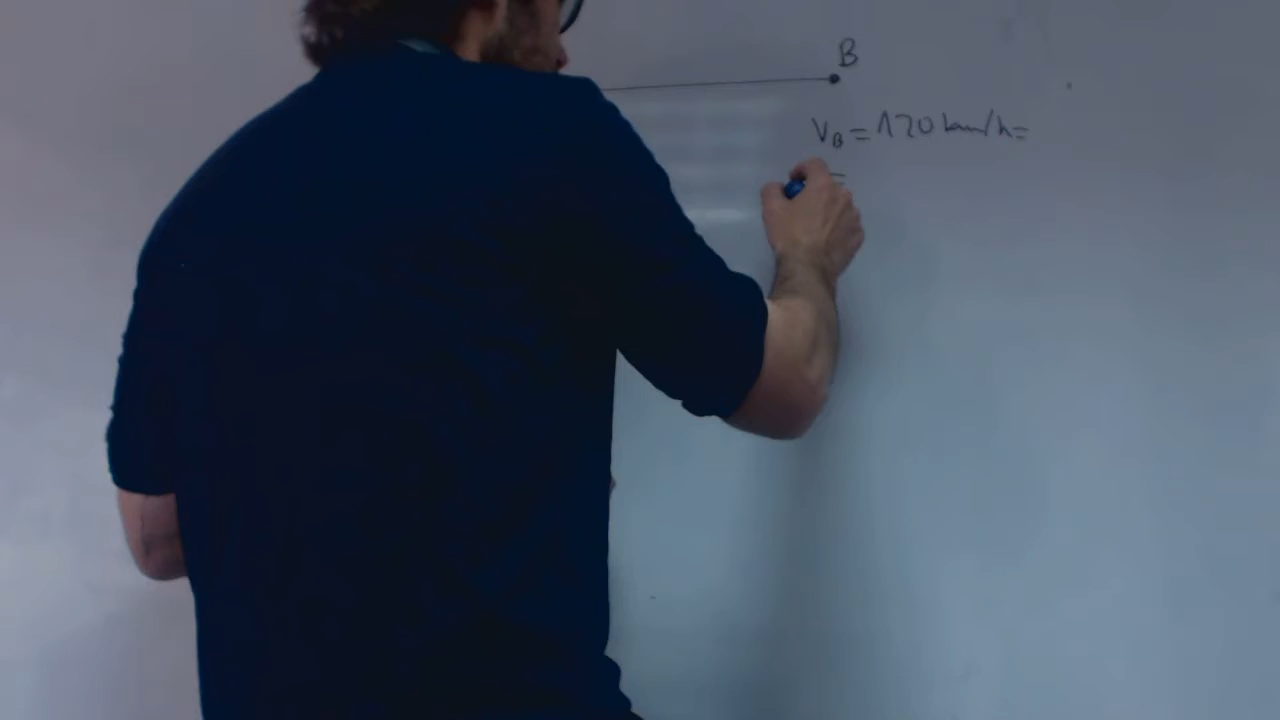 B
V_B = 120 km/h =